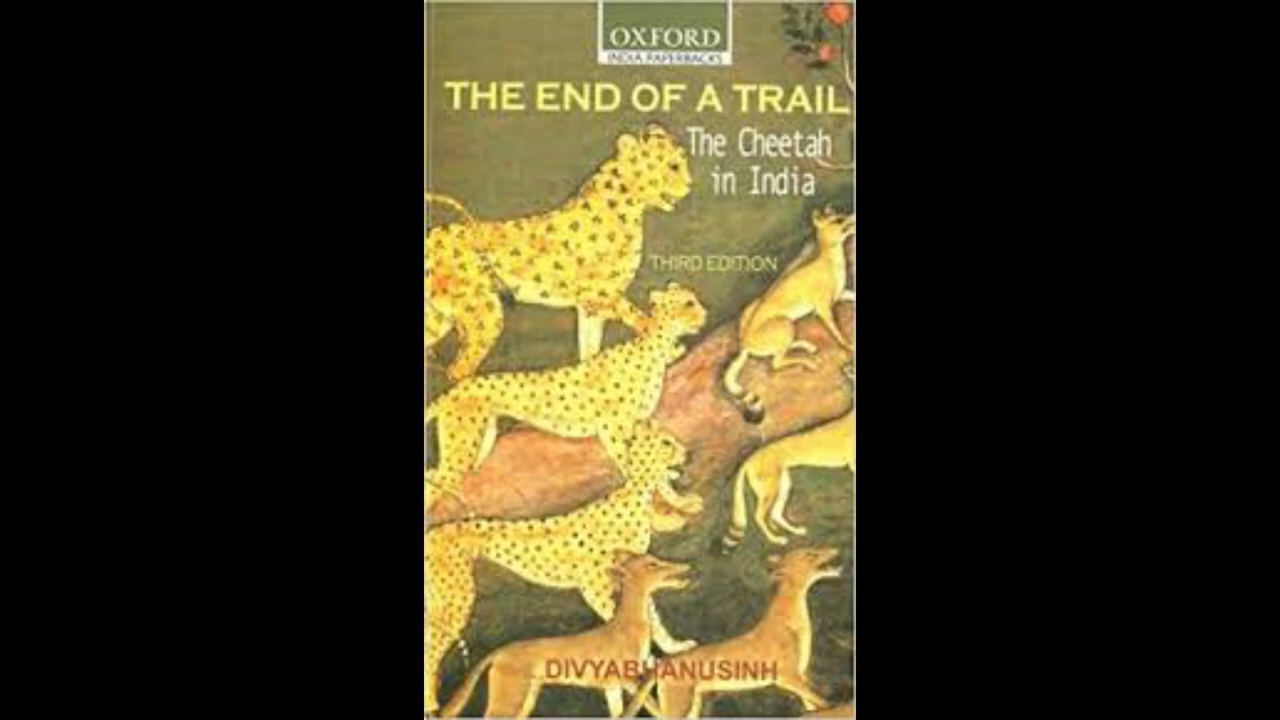 OXFORD
INDIA PAPERBACKS
THE END OF A TRAIL
The Cheetah
in India
THIRD EDITION
DIVYABHANUSINH